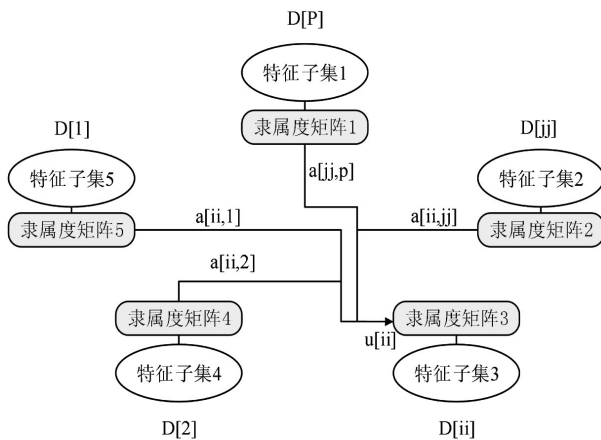 D[P]
特征子集1
隶属度矩阵1
D[1]
D[jj]
特征子集5
a[jj,p]
特征子集2
隶属度矩阵5
a[ii,1]
a[ii,jj]
隶属度矩阵2
a[ii,2]
隶属度矩阵4
隶属度矩阵3
u[ii]
特征子集4
特征子集3
D[2]
D[ii]